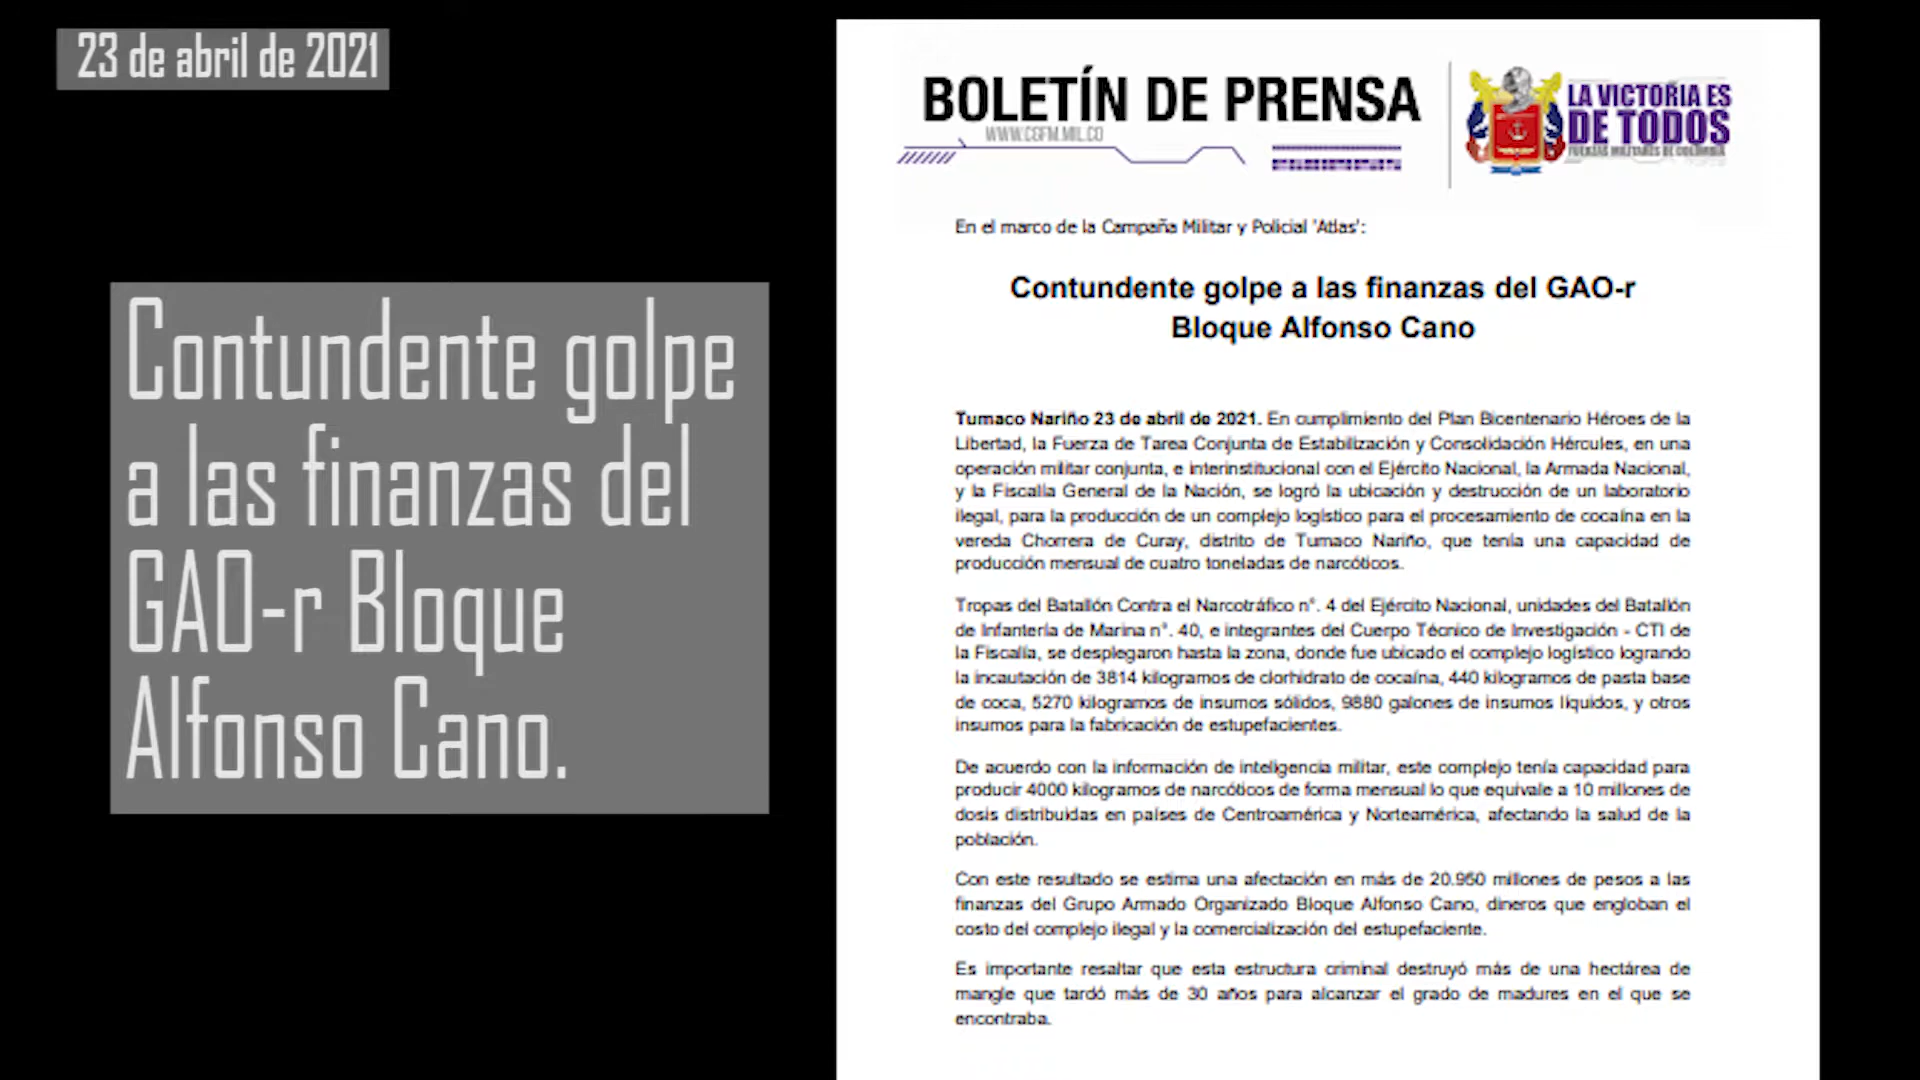 23 de abril de 2021
Contundente golpe
a las finanzas del
GAO-r Bloque
Alfonso Cano.
BOLETÍN DE PRENSA
WWW.CGFM.MIL.CO
LA VICTORIA ES
DE TODOS
FUERZAS MILITARES DE COLOMBIA
En el marco de la Campaña Militar y Policial 'Atlas':
Contundente golpe a las finanzas del GAO-r
Bloque Alfonso Cano
Tumaco Nariño 23 de abril de 2021. En cumplimiento del Plan Bicentenario Héroes de la
Libertad, la Fuerza de Tarea Conjunta de Estabilización y Consolidación Hércules, en una
operación militar conjunta, e interinstitucional con el Ejército Nacional, la Armada Nacional,
y la Fiscalía General de la Nación, se logró la ubicación y destrucción de un laboratorio
ilegal, para la producción de un complejo logístico para el procesamiento de cocaína en la
vereda Chorrera de Curay, distrito de Tumaco Nariño, que tenía una capacidad de
producción mensual de cuatro toneladas de narcóticos.
Tropas del Batallón Contra el Narcotráfico n°. 4 del Ejército Nacional, unidades del Batallón
de Infantería de Marina n°. 40, e integrantes del Cuerpo Técnico de Investigación - CTI de
la Fiscalía, se desplegaron hasta la zona, donde fue ubicado el complejo logístico logrando
la incautación de 3814 kilogramos de clorhidrato de cocaína, 440 kilogramos de pasta base
de coca, 5270 kilogramos de insumos sólidos, 9880 galones de insumos líquidos, y otros
insumos para la fabricación de estupefacientes.
De acuerdo con la información de inteligencia militar, este complejo tenía capacidad para
producir 4000 kilogramos de narcóticos de forma mensual lo que equivale a 10 millones de
dosis distribuidas en países de Centroamérica y Norteamérica, afectando la salud de la
población.
Con este resultado se estima una afectación en más de 20.950 millones de pesos a las
finanzas del Grupo Armado Organizado Bloque Alfonso Cano, dineros que engloban el
costo del complejo ilegal y la comercialización del estupefaciente.
Es importante resaltar que esta estructura criminal destruyó más de una hectárea de
mangle que tardó más de 30 años para alcanzar el grado de madures en el que se
encontraba.